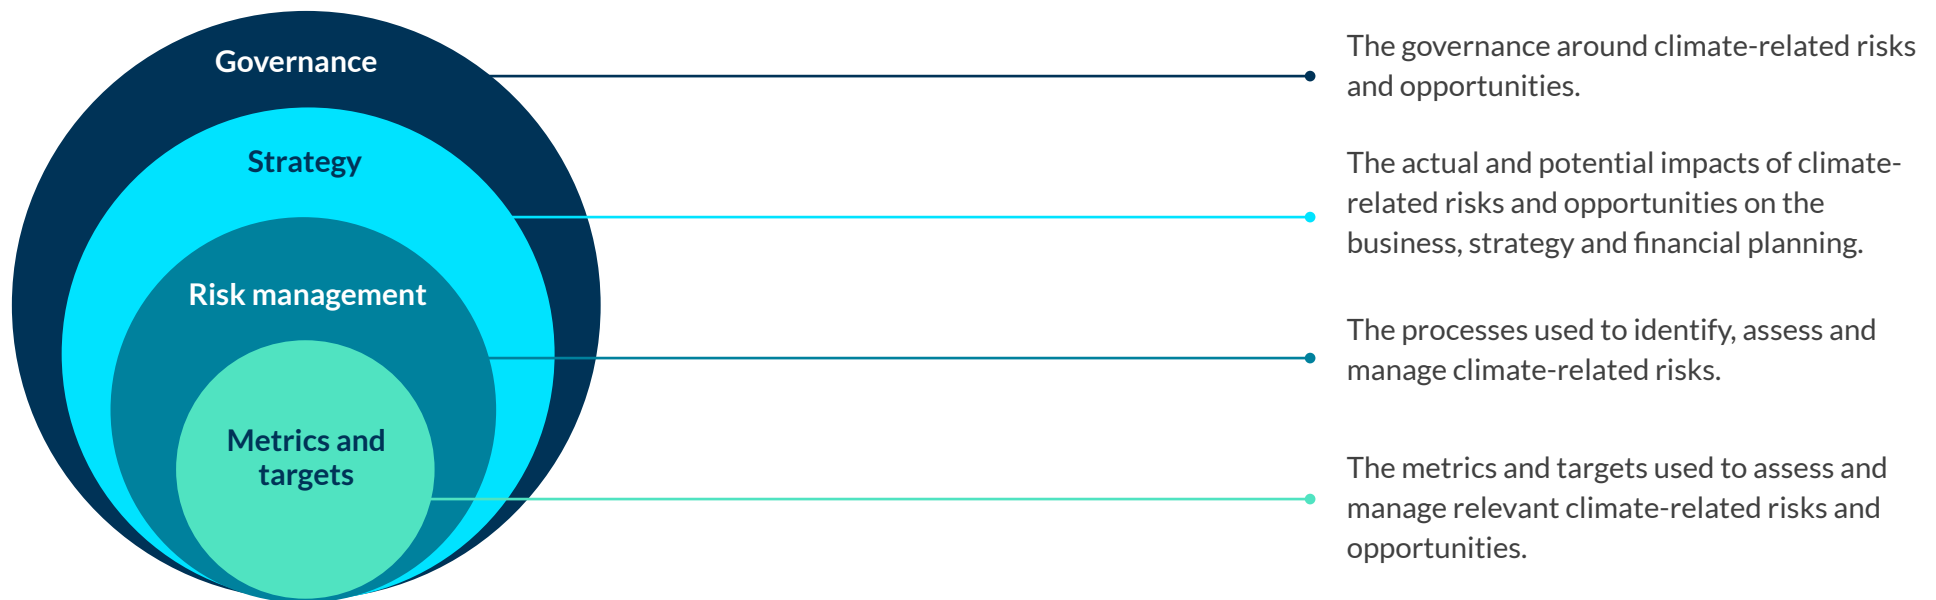 Governance
The governance around climate-related risks
and opportunities.
Strategy
The actual and potential impacts of climate-
related risks and opportunities on the
business, strategy and financial planning.
Risk management
The processes used to identify, assess and
manage climate-related risks.
Metrics and
targets
The metrics and targets used to assess and
manage relevant climate-related risks and
opportunities.